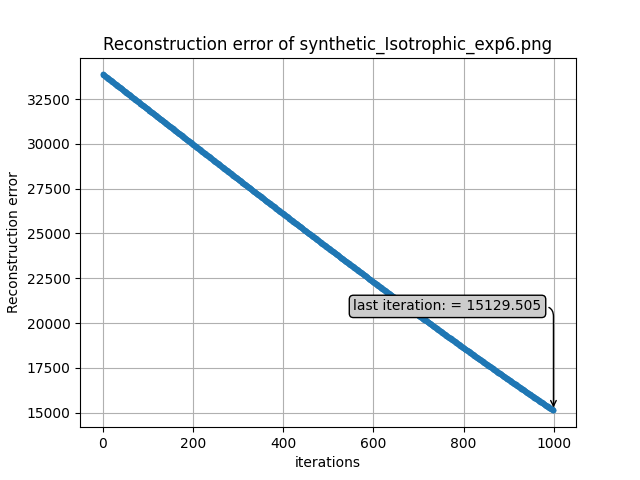 Reconstruction error of synthetic_Isotrophic_exp6.png
Reconstruction error
32500
30000
27500
25000
22500
20000
17500
15000
last iteration: = 15129.505
0 200 400 600 800 1000
iterations